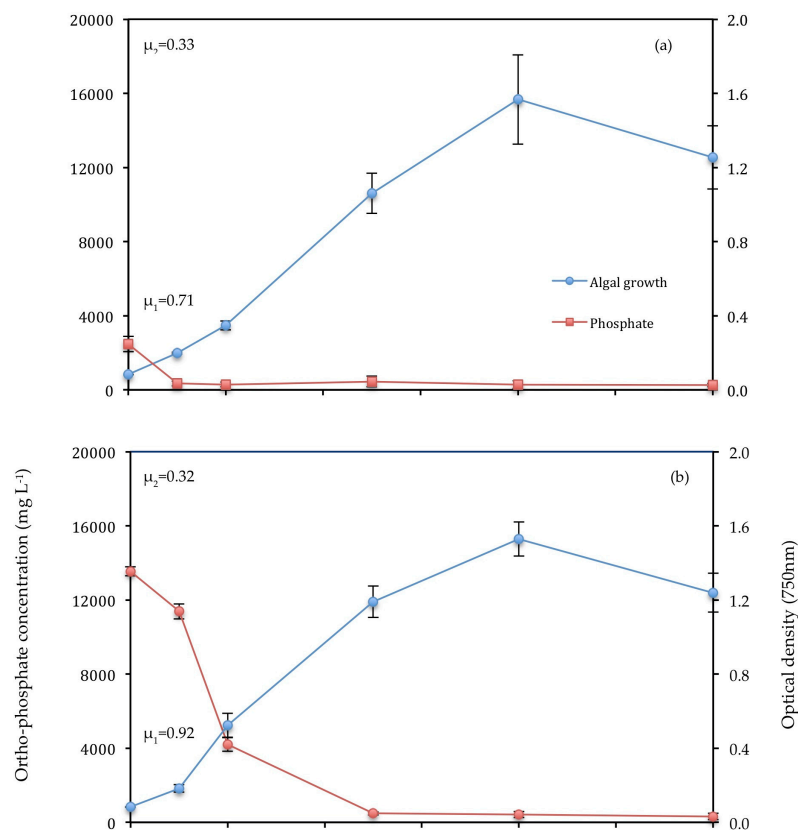 20000
2.0
μ₂=0.33
(a)
16000
1.6
12000
1.2
8000
0.8
Algal growth
μ₁=0.71
4000
0.4
Phosphate
0
0.0
20000
2.0
μ₂=0.32
(b)
16000
1.6
12000
1.2
8000
0.8
μ₁=0.92
4000
0.4
0
0.0
Ortho-phosphate concentration (mg L⁻¹)
Optical density (750nm)